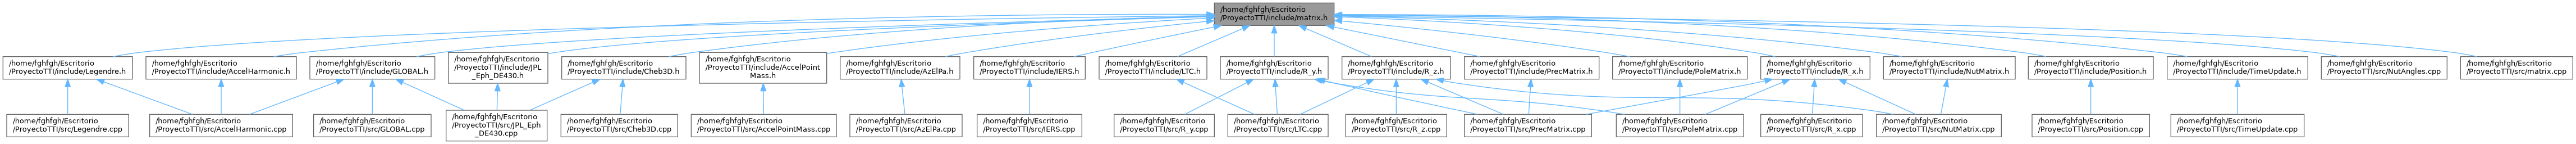 /home/fghfgh/Escritorio
/ProyectoTTI/include/matrix.h
/home/fghfgh/Escritorio
/ProyectoTTI/include/Legendre.h
/home/fghfgh/Escritorio
/ProyectoTTI/include/AccelHarmonic.h
/home/fghfgh/Escritorio
/ProyectoTTI/include/GLOBAL.h
/home/fghfgh/Escritorio
/ProyectoTTI/include/JPL
_Eph_DE430.h
/home/fghfgh/Escritorio
/ProyectoTTI/include/Cheb3D.h
/home/fghfgh/Escritorio
/ProyectoTTI/include/AccelPoint
Mass.h
/home/fghfgh/Escritorio
/ProyectoTTI/include/AzElPa.h
/home/fghfgh/Escritorio
/ProyectoTTI/include/IERS.h
/home/fghfgh/Escritorio
/ProyectoTTI/include/LTC.h
/home/fghfgh/Escritorio
/ProyectoTTI/include/R_y.h
/home/fghfgh/Escritorio
/ProyectoTTI/include/R_z.h
/home/fghfgh/Escritorio
/ProyectoTTI/include/PrecMatrix.h
/home/fghfgh/Escritorio
/ProyectoTTI/include/PoleMatrix.h
/home/fghfgh/Escritorio
/ProyectoTTI/include/R_x.h
/home/fghfgh/Escritorio
/ProyectoTTI/include/NutMatrix.h
/home/fghfgh/Escritorio
/ProyectoTTI/include/Position.h
/home/fghfgh/Escritorio
/ProyectoTTI/include/TimeUpdate.h
/home/fghfgh/Escritorio
/ProyectoTTI/src/NutAngles.cpp
/home/fghfgh/Escritorio
/ProyectoTTI/src/matrix.cpp
/home/fghfgh/Escritorio
/ProyectoTTI/src/Legendre.cpp
/home/fghfgh/Escritorio
/ProyectoTTI/src/AccelHarmonic.cpp
/home/fghfgh/Escritorio
/ProyectoTTI/src/GLOBAL.cpp
/home/fghfgh/Escritorio
/ProyectoTTI/src/JPL_Eph
_DE430.cpp
/home/fghfgh/Escritorio
/ProyectoTTI/src/Cheb3D.cpp
/home/fghfgh/Escritorio
/ProyectoTTI/src/AccelPointMass.cpp
/home/fghfgh/Escritorio
/ProyectoTTI/src/AzElPa.cpp
/home/fghfgh/Escritorio
/ProyectoTTI/src/IERS.cpp
/home/fghfgh/Escritorio
/ProyectoTTI/src/R_y.cpp
/home/fghfgh/Escritorio
/ProyectoTTI/src/LTC.cpp
/home/fghfgh/Escritorio
/ProyectoTTI/src/R_z.cpp
/home/fghfgh/Escritorio
/ProyectoTTI/src/PrecMatrix.cpp
/home/fghfgh/Escritorio
/ProyectoTTI/src/PoleMatrix.cpp
/home/fghfgh/Escritorio
/ProyectoTTI/src/R_x.cpp
/home/fghfgh/Escritorio
/ProyectoTTI/src/NutMatrix.cpp
/home/fghfgh/Escritorio
/ProyectoTTI/src/Position.cpp
/home/fghfgh/Escritorio
/ProyectoTTI/src/TimeUpdate.cpp